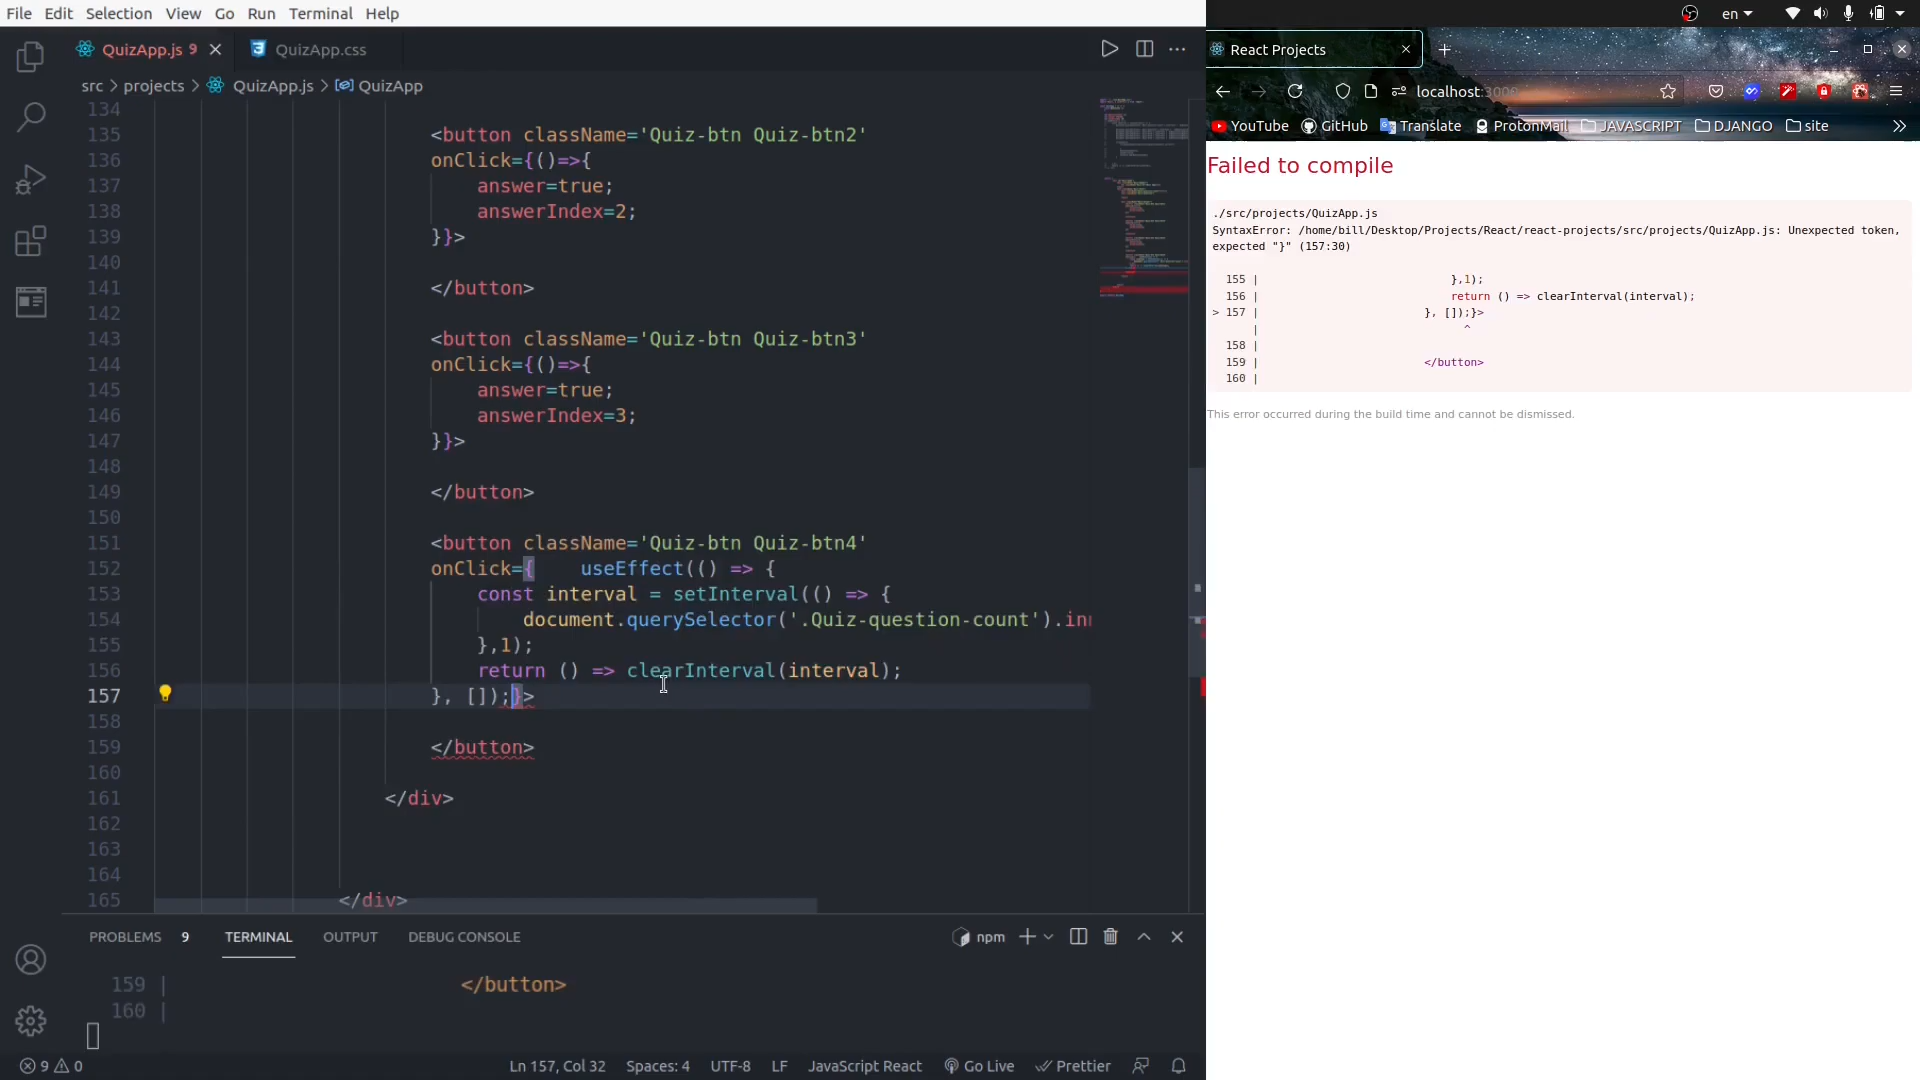 File Edit Selection View Go Run Terminal Help
QuizApp.js 9
QuizApp.css
src > projects > QuizApp.js > QuizApp
134
135 <button className='Quiz-btn Quiz-btn2'
136 onClick={()=>{
137 answer=true;
138 answerIndex=2;
139 }}>
140
141 </button>
142
143 <button className='Quiz-btn Quiz-btn3'
144 onClick={()=>{
145 answer=true;
146 answerIndex=3;
147 }}>
148
149 </button>
150
151 <button className='Quiz-btn Quiz-btn4'
152 onClick={    useEffect(() => {
153 const interval = setInterval(() => {
154 document.querySelector('.Quiz-question-count').in
155 },1);
156 return () => clearInterval(interval);
157 }, []);}>
158
159 </button>
160
161 </div>
162
163
164
165 </div>
PROBLEMS 9 TERMINAL OUTPUT DEBUG CONSOLE
npm
159 | </button>
160 |
9 0
Ln 157, Col 32 Spaces: 4 UTF-8 LF JavaScript React Go Live Prettier
en
React Projects
localhost:3000
YouTube GitHub Translate ProtonMail JAVASCRIPT DJANGO site
Failed to compile
./src/projects/QuizApp.js
SyntaxError: /home/bill/Desktop/Projects/React/react-projects/src/projects/QuizApp.js: Unexpected token,
expected "}" (157:30)
155 | },1);
156 | return () => clearInterval(interval);
> 157 | }, []);}>
| ^
158 |
159 | </button>
160 |
This error occurred during the build time and cannot be dismissed.